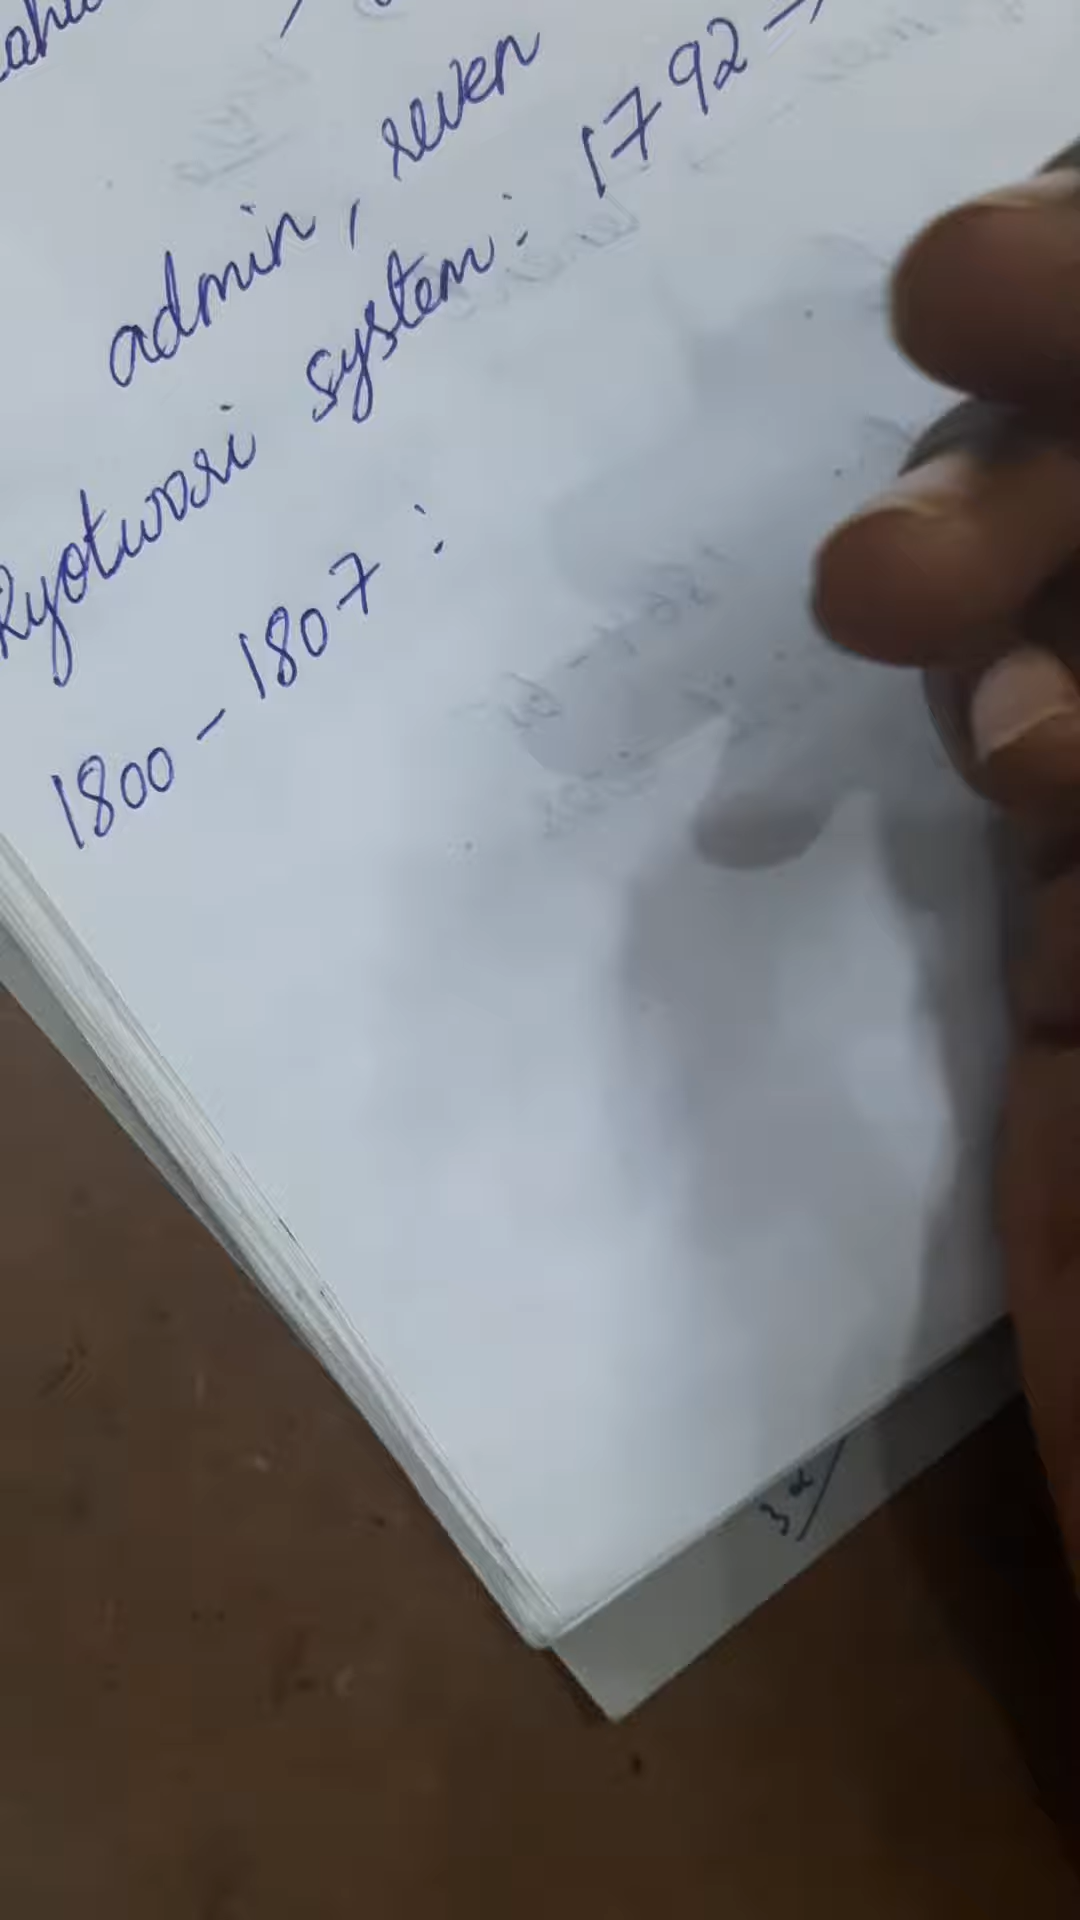 admin, reven
Ryotwari system: 1792 -
1800 - 1807 :